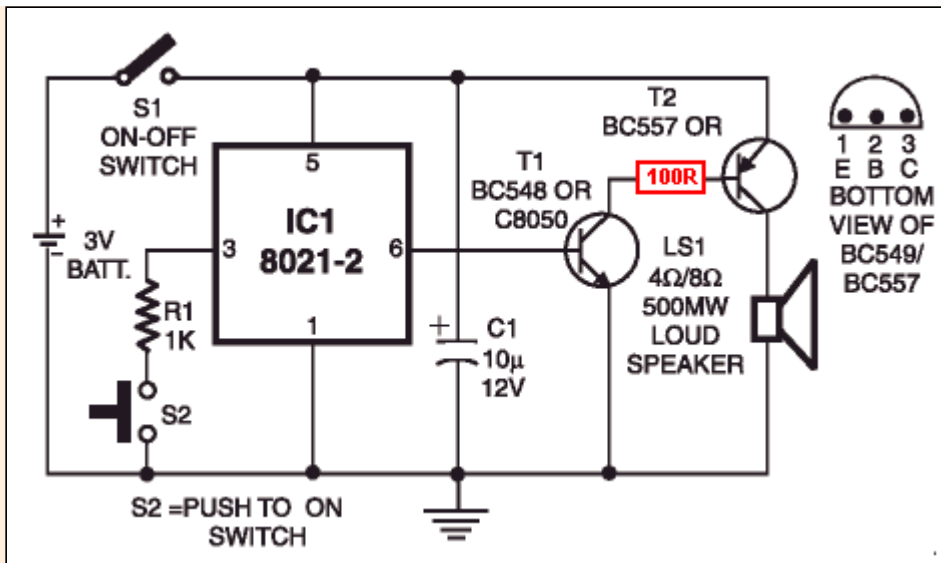 S1
ON-OFF
SWITCH
T2
BC557 OR
1 2 3
E B C
BOTTOM
VIEW OF
BC549/
BC557
5
IC1
8021-2
3
6
1
T1
BC548 OR
C8050
100R
+
3V
-
BATT.
R1
1K
LS1
4Ω/8Ω
500MW
LOUD
SPEAKER
+
C1
10µ
12V
S2
S2 =PUSH TO ON
SWITCH